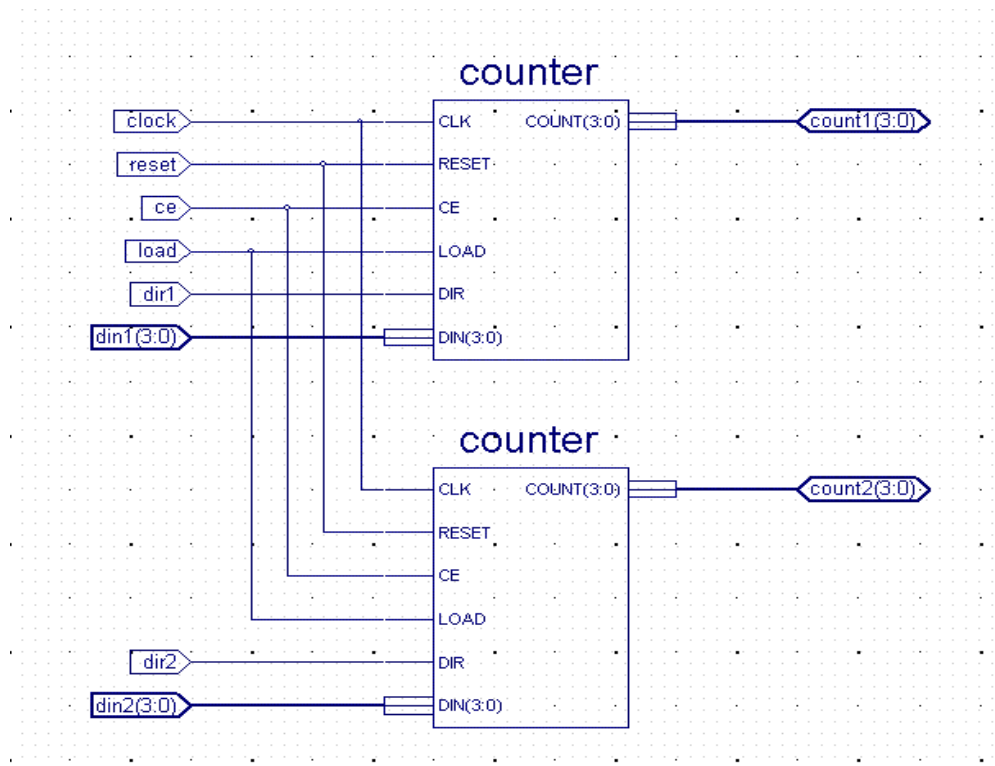 counter
clock CLK COUNT(3:0) count1(3:0)
reset RESET
ce CE
load LOAD
dir1 DIR
din1(3:0) DIN(3:0)
counter
CLK COUNT(3:0) count2(3:0)
RESET
CE
LOAD
dir2 DIR
din2(3:0) DIN(3:0)